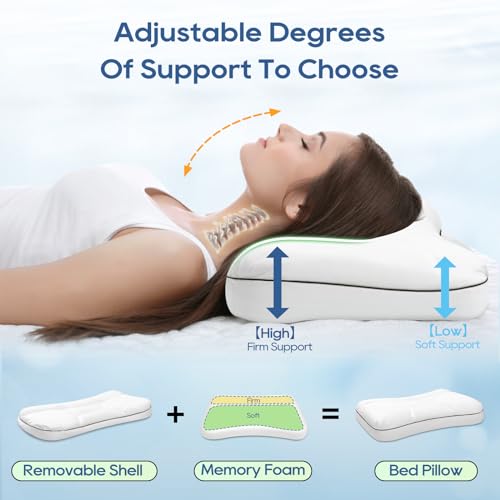 Adjustable Degrees
Of Support To Choose
【High】
Firm Support
【Low】
Soft Support
Firm
Soft
+
=
Removable Shell
Memory Foam
Bed Pillow